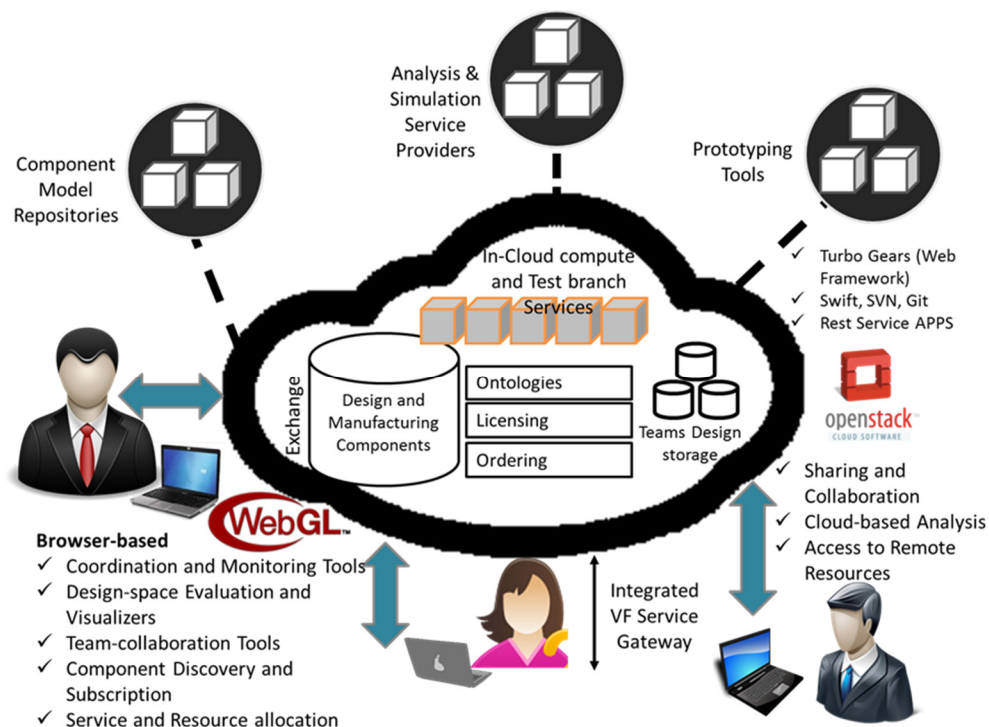 Analysis &
Simulation
Service
Providers
Component
Model
Repositories
Prototyping
Tools
✓ Turbo Gears (Web
Framework)
✓ Swift, SVN, Git
✓ Rest Service APPS
In-Cloud compute
and Test branch
Services
Exchange
Design and
Manufacturing
Components
Ontologies
Licensing
Ordering
Teams Design
storage
openstack™
CLOUD SOFTWARE
✓ Sharing and
Collaboration
✓ Cloud-based Analysis
✓ Access to Remote
Resources
WebGL™
Browser-based
✓ Coordination and Monitoring Tools
✓ Design-space Evaluation and
Visualizers
✓ Team-collaboration Tools
✓ Component Discovery and
Subscription
✓ Service and Resource allocation
Integrated
VF Service
Gateway